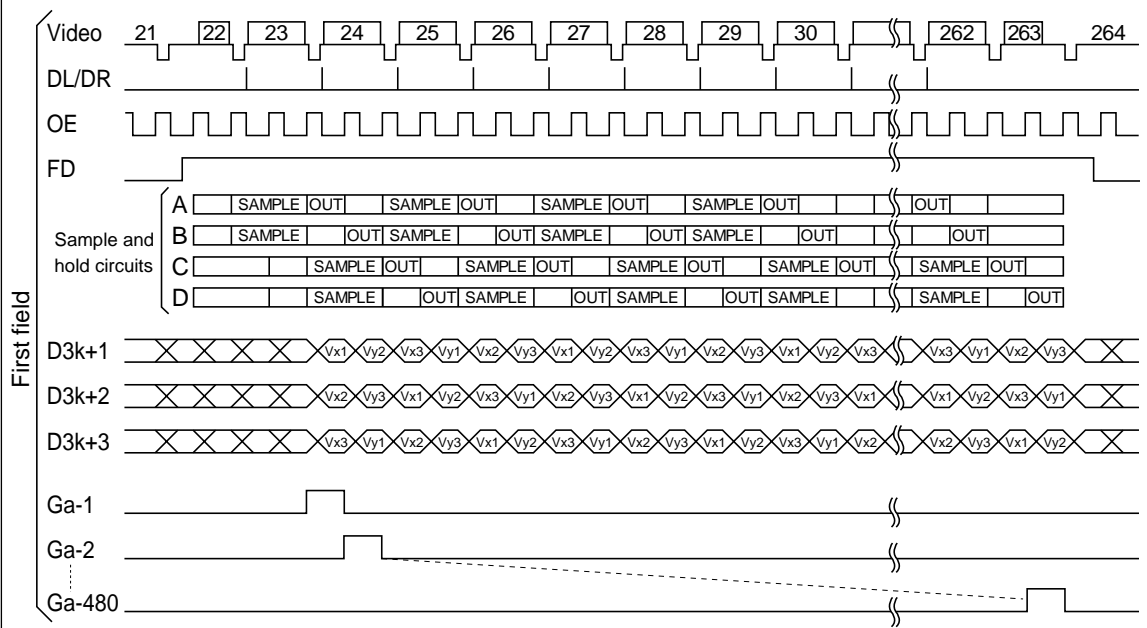 First field
Video 21 22 23 24 25 26 27 28 29 30 262 263 264
DL/DR
OE
FD
Sample and
hold circuits
A SAMPLE OUT SAMPLE OUT SAMPLE OUT SAMPLE OUT OUT
B SAMPLE OUT SAMPLE OUT SAMPLE OUT SAMPLE OUT OUT
C SAMPLE OUT SAMPLE OUT SAMPLE OUT SAMPLE OUT SAMPLE OUT
D SAMPLE OUT SAMPLE OUT SAMPLE OUT SAMPLE SAMPLE OUT
D3k+1 Vx1 Vy2 Vx3 Vy1 Vx2 Vy3 Vx1 Vy2 Vx3 Vy1 Vx2 Vy3 Vx1 Vy2 Vx3 Vx3 Vy1 Vx2 Vy3
D3k+2 Vx2 Vy3 Vx1 Vy2 Vx3 Vy1 Vx2 Vy3 Vx1 Vy2 Vx3 Vy1 Vx2 Vy3 Vx1 Vx1 Vy2 Vx3 Vy1
D3k+3 Vx3 Vy1 Vx2 Vy3 Vx1 Vy2 Vx3 Vy1 Vx2 Vy3 Vx1 Vy2 Vx3 Vy1 Vx2 Vx2 Vy3 Vx1 Vy2
Ga-1
Ga-2
Ga-480